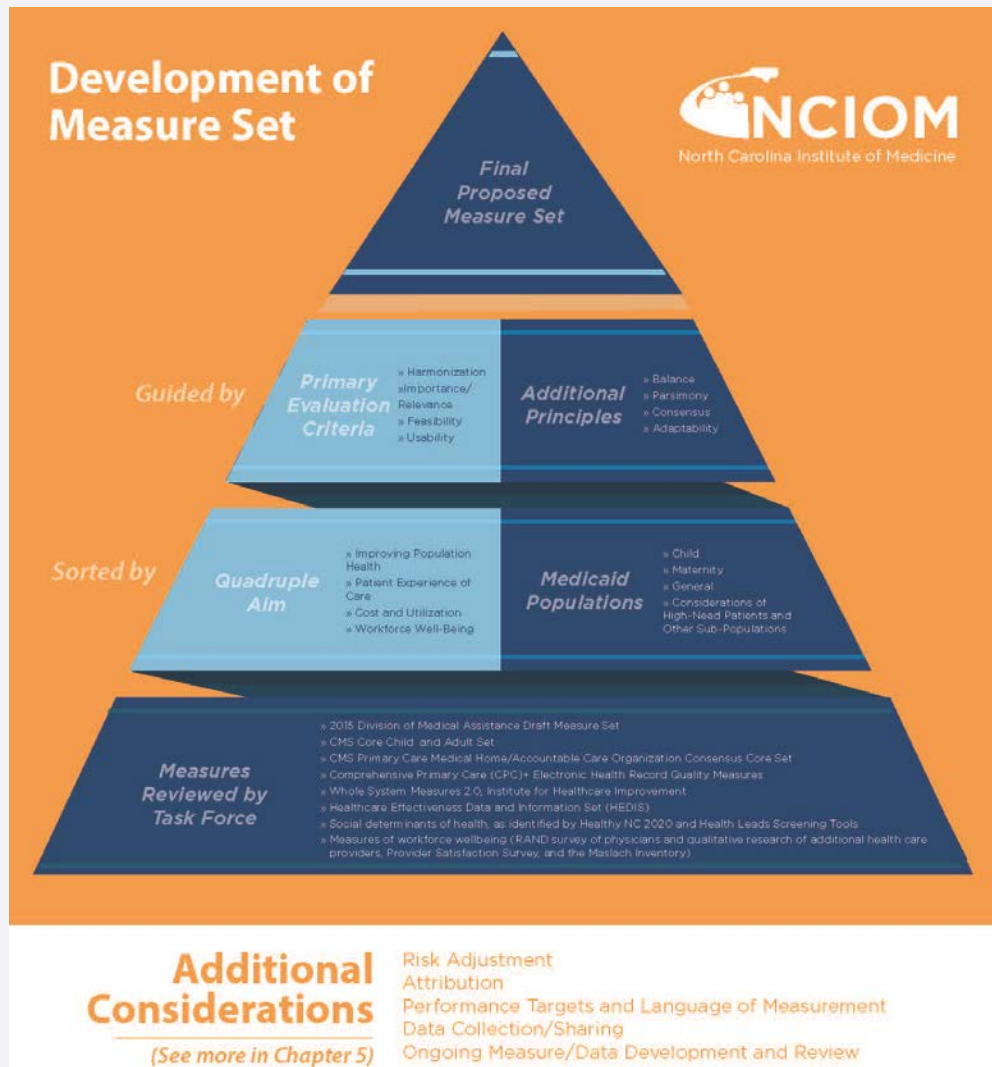 Development of
Measure Set
NCIOM
North Carolina Institute of Medicine
Final
Proposed
Measure Set
Guided by
Primary
Evaluation
Criteria
» Harmonization
»Importance/
Relevance
» Feasibility
» Usability
Additional
Principles
» Balance
» Parsimony
» Consensus
» Adaptability
Sorted by
Quadruple
Aim
» Improving Population
Health
» Patient Experience of
Care
» Cost and Utilization
» Workforce Well-Being
Medicaid
Populations
» Child
» Maternity
» General
» Considerations of
High-Need Patients and
Other Sub-Populations
Measures
Reviewed by
Task Force
» 2015 Division of Medical Assistance Draft Measure Set
» CMS Core Child and Adult Set
» CMS Primary Care Medical Home/Accountable Care Organization Consensus Core Set
» Comprehensive Primary Care (CPC)+ Electronic Health Record Quality Measures
» Whole System Measures 2.0, Institute for Healthcare Improvement
» Healthcare Effectiveness Data and Information Set (HEDIS)
» Social determinants of health, as identified by Healthy NC 2020 and Health Leads Screening Tools
» Measures of workforce wellbeing (RAND survey of physicians and qualitative research of additional health care
providers, Provider Satisfaction Survey, and the Maslach Inventory)
Additional
Considerations
(See more in Chapter 5)
Risk Adjustment
Attribution
Performance Targets and Language of Measurement
Data Collection/Sharing
Ongoing Measure/Data Development and Review